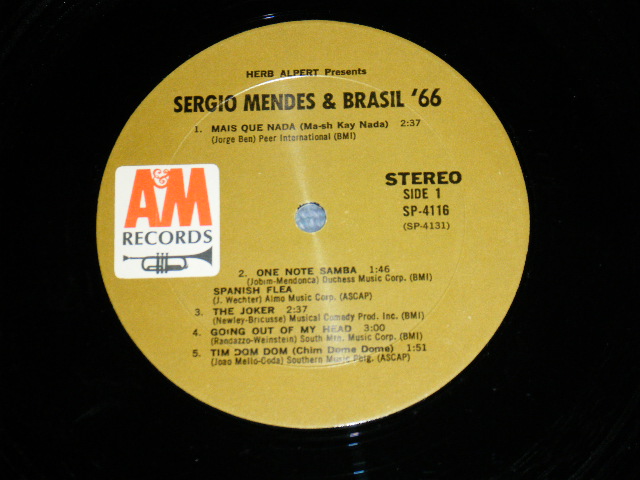 HERB ALPERT Presents
SERGIO MENDES & BRASIL '66
1. MAIS QUE NADA (Ma-sh Kay Nada) 2:37
(Jorge Ben) Peer International (BMI)
A&M
RECORDS
STEREO
SIDE 1
SP-4116
(SP-4131)
2. ONE NOTE SAMBA 1:46
(Jobim-Mendonca) Duchess Music Corp. (BMI)
SPANISH FLEA
(J. Wechter) Almo Music Corp. (ASCAP)
3. THE JOKER 2:37
(Newley-Bricusse) Musical Comedy Prod. Inc. (BMI)
4. GOING OUT OF MY HEAD 3:00
(Randazzo-Weinstein) South Mtn. Music Corp. (BMI)
5. TIM DOM DOM (Chim Dome Dome) 1:51
(Joao Mello-Coda) Southern Music Pblg. (ASCAP)